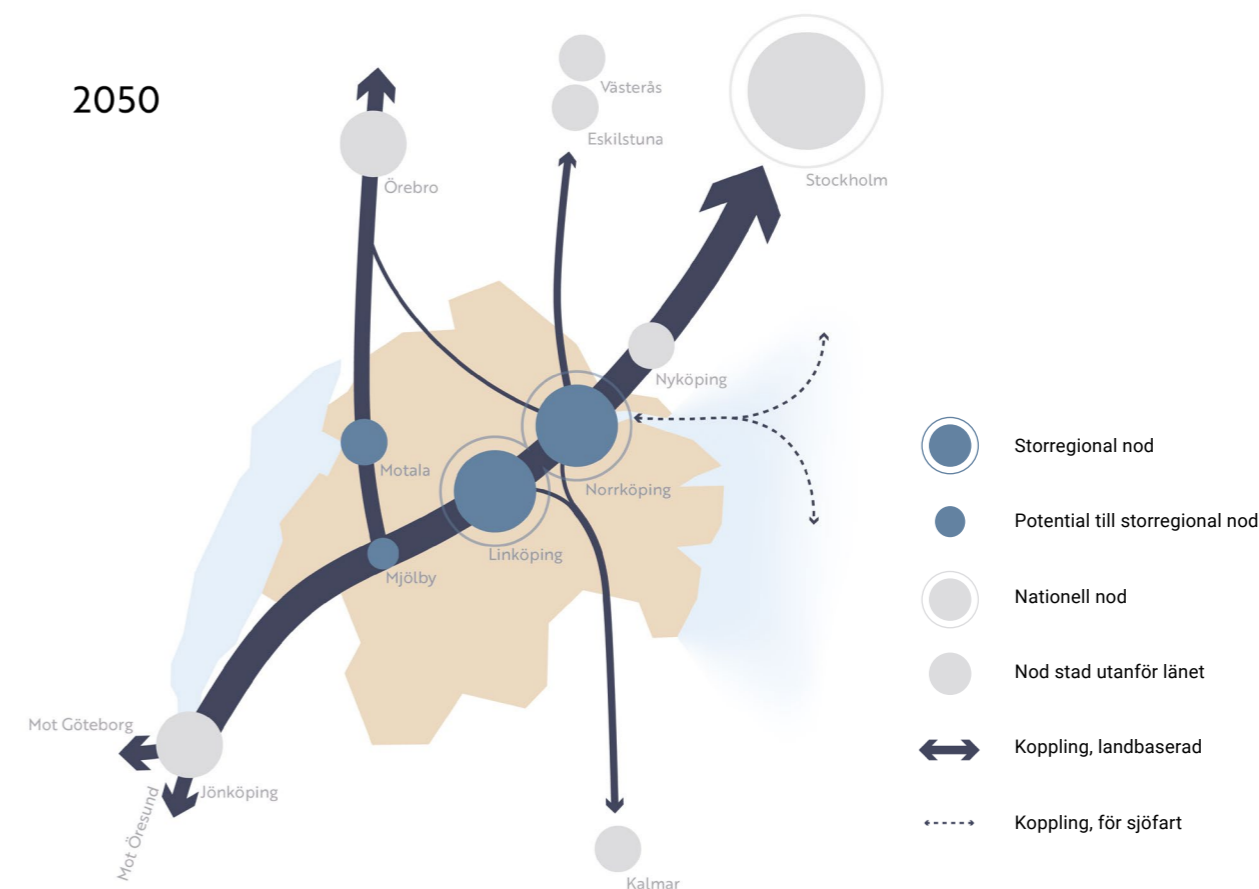 2050
Västerås
Eskilstuna
Stockholm
Örebro
Nyköping
Motala
Norrköping
Linköping
Mjölby
Mot Göteborg
Jönköping
Mot Öresund
Kalmar
Storregional nod
Potential till storregional nod
Nationell nod
Nod stad utanför länet
Koppling, landbaserad
Koppling, för sjöfart